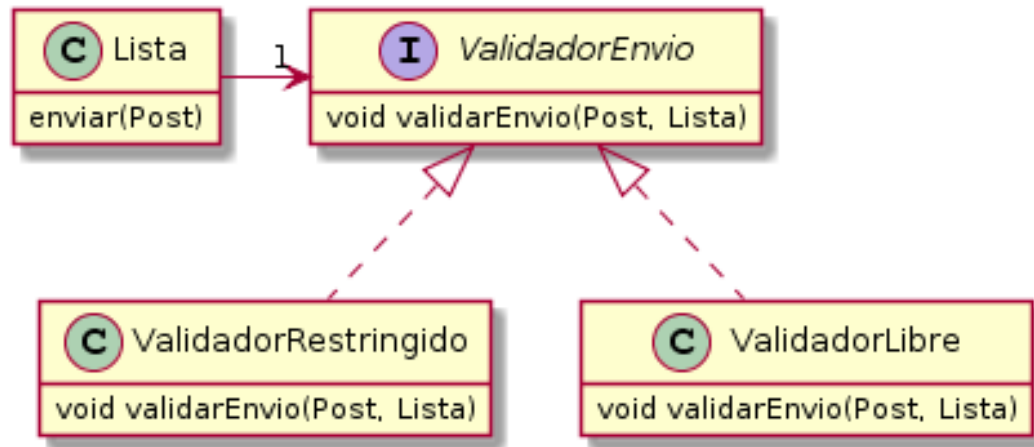 C Lista
enviar(Post)
1
I ValidadorEnvio
void validarEnvio(Post, Lista)
C ValidadorRestringido
void validarEnvio(Post, Lista)
C ValidadorLibre
void validarEnvio(Post, Lista)